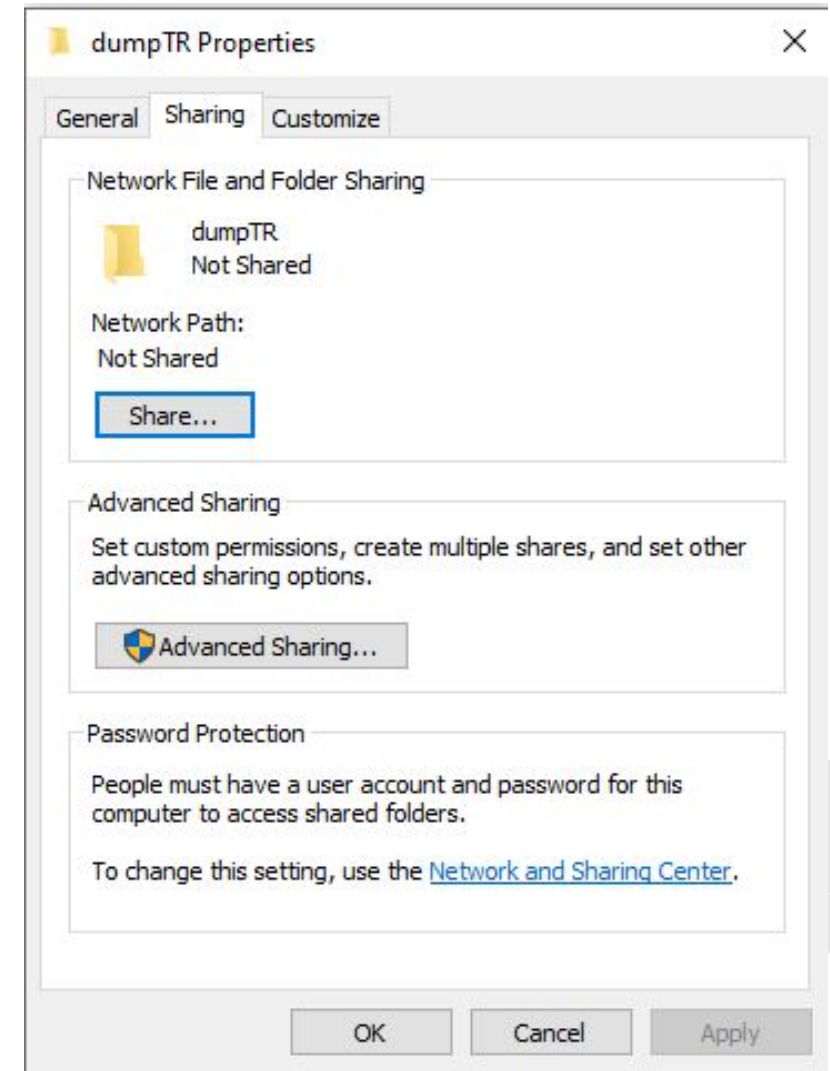 dumpTR Properties
General Sharing Customize
Network File and Folder Sharing
dumpTR
Not Shared
Network Path:
Not Shared
Share...
Advanced Sharing
Set custom permissions, create multiple shares, and set other
advanced sharing options.
Advanced Sharing...
Password Protection
People must have a user account and password for this
computer to access shared folders.
To change this setting, use the Network and Sharing Center.
OK Cancel Apply